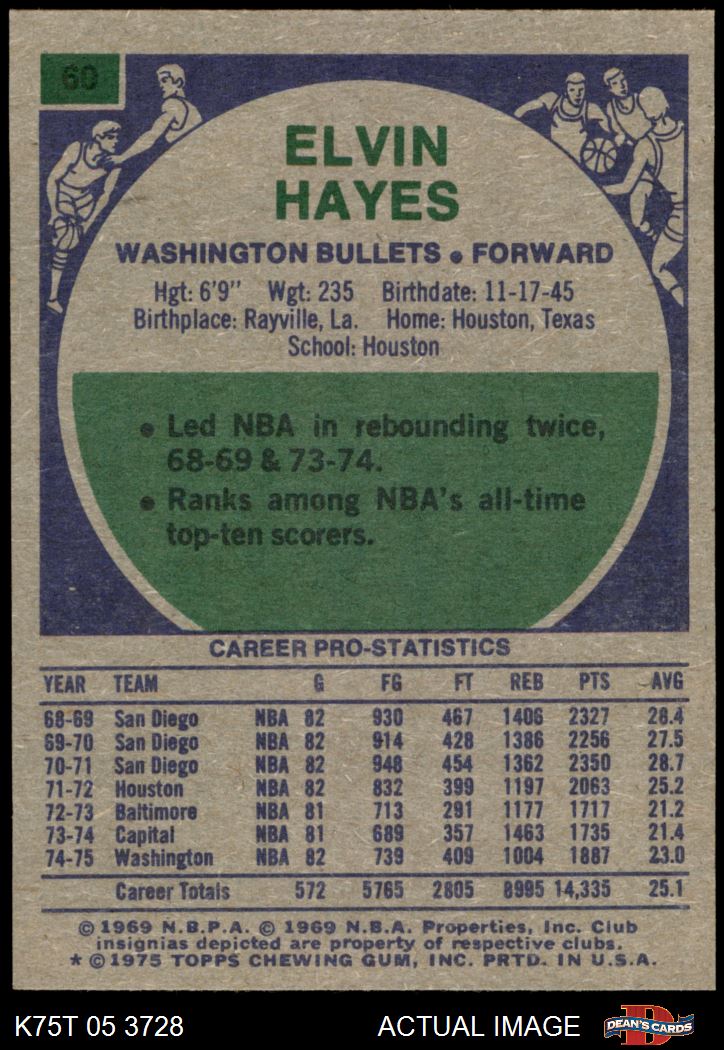 60
ELVIN
HAYES
WASHINGTON BULLETS • FORWARD
Hgt: 6'9" Wgt: 235 Birthdate: 11-17-45
Birthplace: Rayville, La. Home: Houston, Texas
School: Houston
• Led NBA in rebounding twice,
68-69 & 73-74.
• Ranks among NBA's all-time
top-ten scorers.
CAREER PRO-STATISTICS
YEAR TEAM G FG FT REB PTS AVG
68-69 San Diego NBA 82 930 467 1406 2327 28.4
69-70 San Diego NBA 82 914 428 1386 2256 27.5
70-71 San Diego NBA 82 948 454 1362 2350 28.7
71-72 Houston NBA 82 832 399 1197 2063 25.2
72-73 Baltimore NBA 81 713 291 1177 1717 21.2
73-74 Capital NBA 81 689 357 1463 1735 21.4
74-75 Washington NBA 82 739 409 1004 1887 23.0
Career Totals 572 5765 2805 8995 14,335 25.1
© 1969 N.B.P.A. © 1969 N.B.A. Properties, Inc. Club
insignias depicted are property of respective clubs.
* © 1975 TOPPS CHEWING GUM, INC. PRTD. IN U.S.A.
K75T 05 3728 ACTUAL IMAGE D DEAN'S CARDS